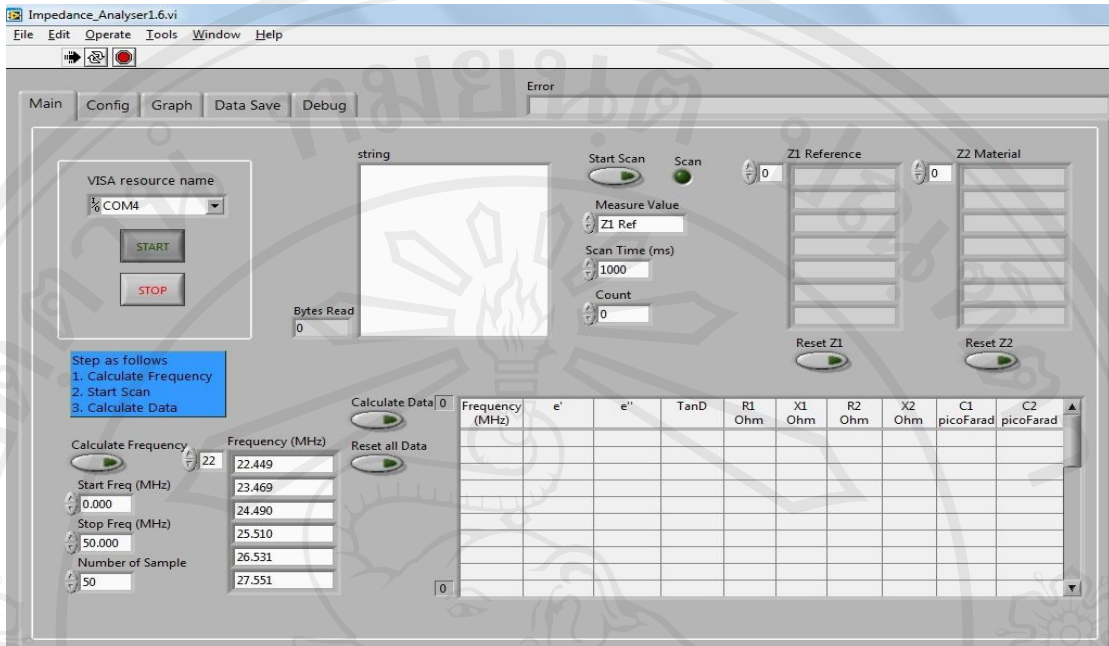 Impedance_Analyser1.6.vi
File Edit Operate Tools Window Help
Error
Main Config Graph Data Save Debug
VISA resource name
COM4
START
STOP
string
Bytes Read
0
Start Scan
Scan
Measure Value
Z1 Ref
Scan Time (ms)
1000
Count
0
Z1 Reference
0
Z2 Material
0
Reset Z1
Reset Z2
Step as follows
1. Calculate Frequency
2. Start Scan
3. Calculate Data
Calculate Frequency
22
Start Freq (MHz)
0.000
Stop Freq (MHz)
50.000
Number of Sample
50
Frequency (MHz)
22.449
23.469
24.490
25.510
26.531
27.551
Calculate Data
Reset all Data
0
0
Frequency (MHz) e' e'' TanD R1 Ohm X1 Ohm R2 Ohm X2 Ohm C1 picoFarad C2 picoFarad